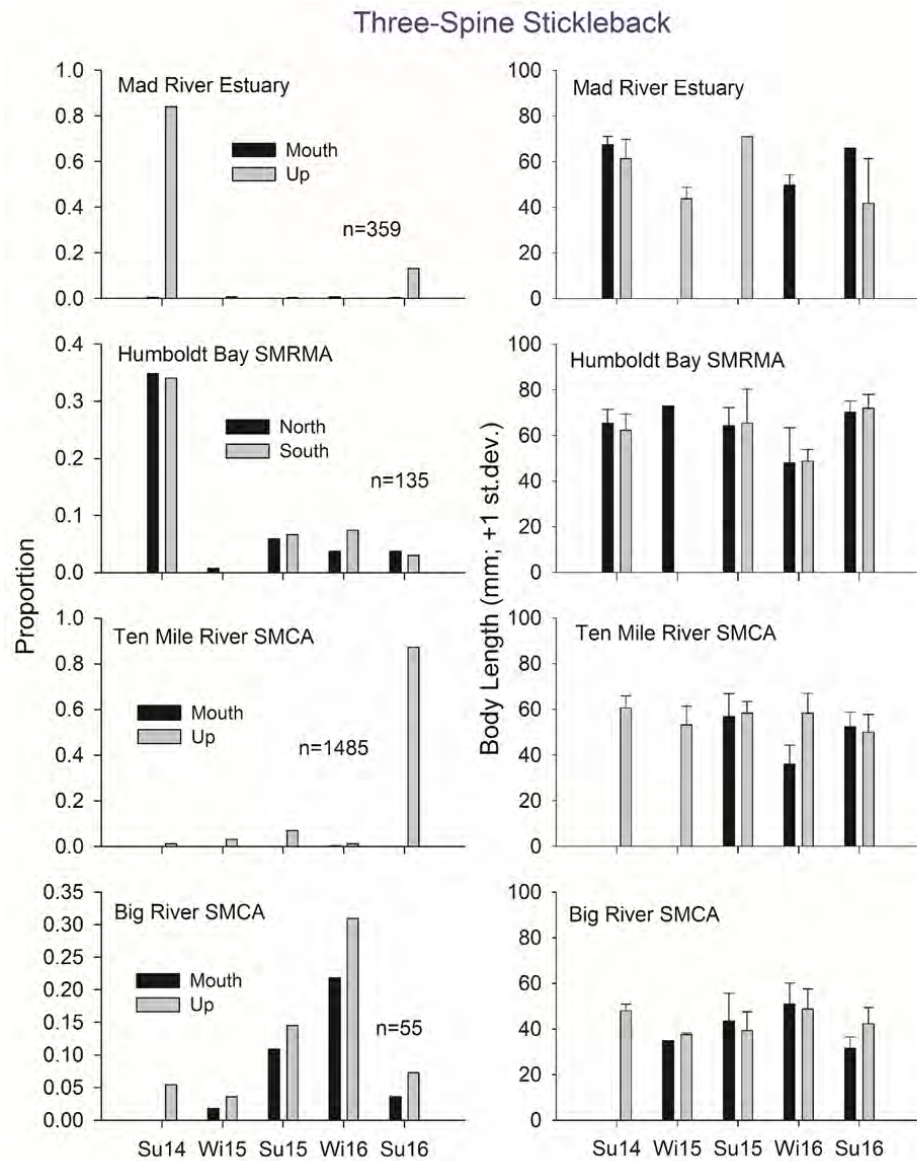 Three-Spine Stickleback
Proportion
Body Length (mm; +1 st.dev.)
1.0
0.8
0.6
0.4
0.2
0.0
Mad River Estuary
Mouth
Up
n=359
100
80
60
40
20
0
Mad River Estuary
0.4
0.3
0.2
0.1
0.0
Humboldt Bay SMRMA
North
South
n=135
100
80
60
40
20
0
Humboldt Bay SMRMA
1.0
0.8
0.6
0.4
0.2
0.0
Ten Mile River SMCA
Mouth
Up
n=1485
100
80
60
40
20
0
Ten Mile River SMCA
0.35
0.30
0.25
0.20
0.15
0.10
0.05
0.00
Big River SMCA
Mouth
Up
n=55
Su14 Wi15 Su15 Wi16 Su16
100
80
60
40
20
0
Big River SMCA
Su14 Wi15 Su15 Wi16 Su16